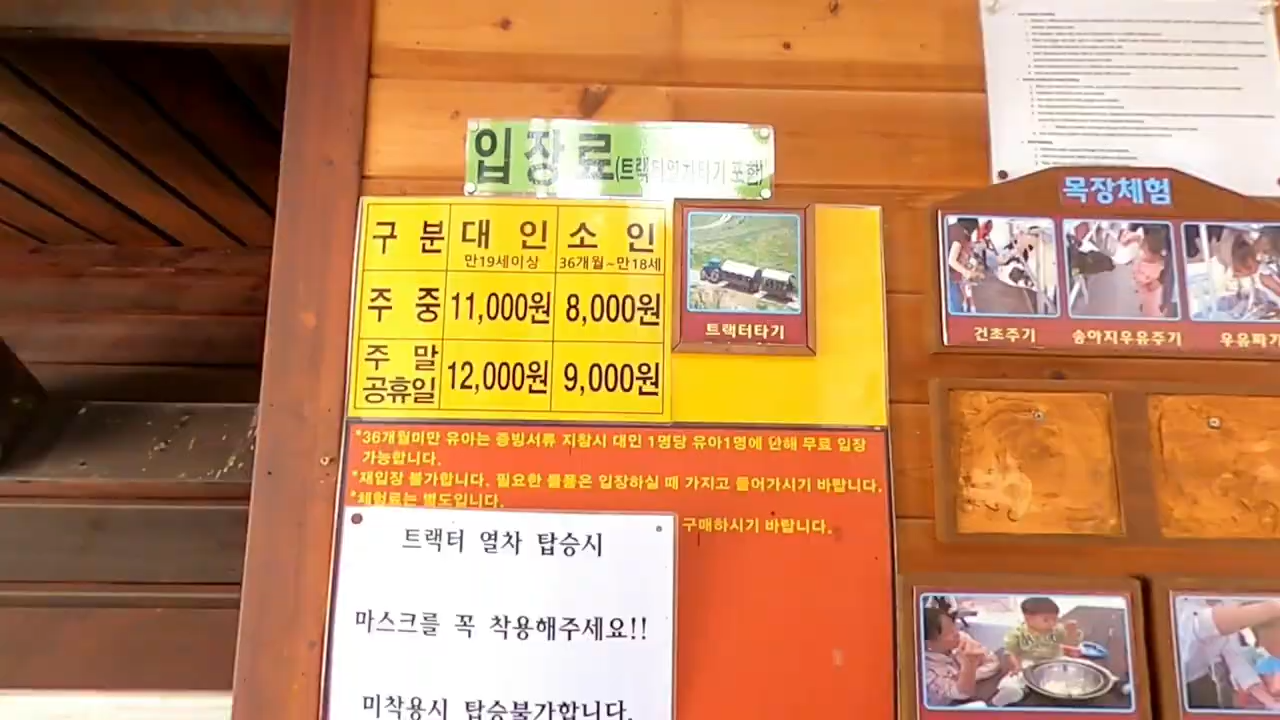 입장료(트랙터열차타기 포함)
구분 대인 소인
만19세이상 36개월~만18세
주중 11,000원 8,000원
주말
공휴일 12,000원 9,000원
트랙터타기
*36개월미만 유아는 증빙서류 지참시 대인 1명당 유아1명에 단해 무료 입장
가능합니다.
*재입장 불가합니다. 필요한 물품은 입장하실 때 가지고 들어가시기 바랍니다.
*체험료는 별도입니다.
구매하시기 바랍니다.
트랙터 열차 탑승시
마스크를 꼭 착용해주세요!!
미착용시 탑승불가합니다.
목장체험
건초주기 송아지우유주기 우유짜기